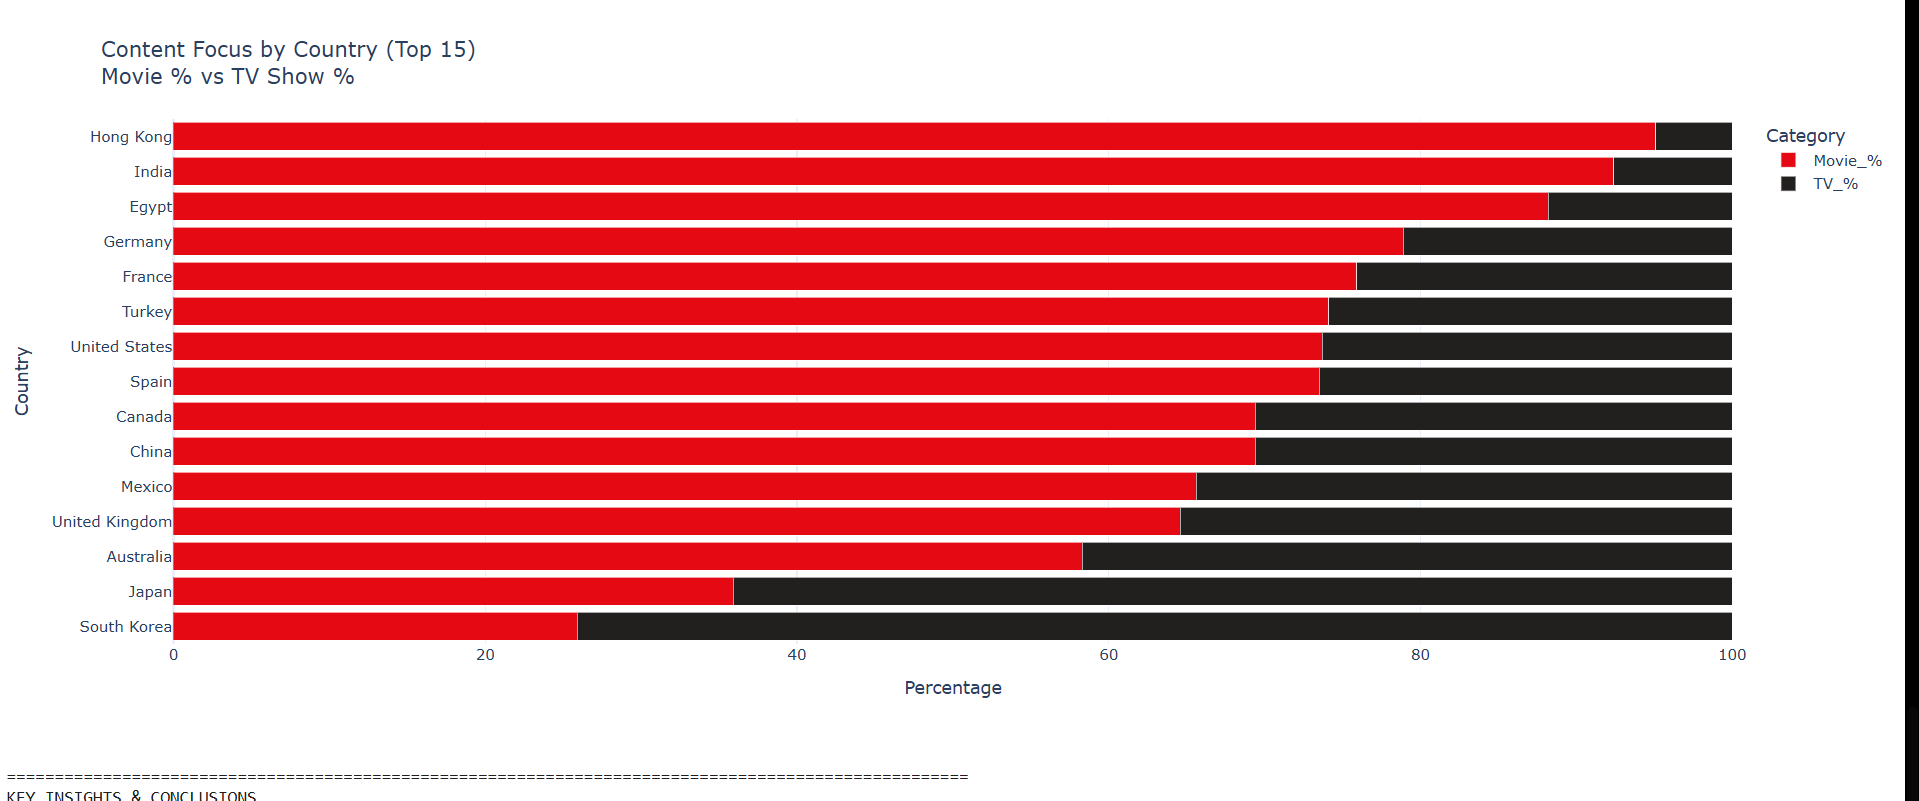 Content Focus by Country (Top 15)
Movie % vs TV Show %
Category
Movie_%
TV_%
Country
Hong Kong
India
Egypt
Germany
France
Turkey
United States
Spain
Canada
China
Mexico
United Kingdom
Australia
Japan
South Korea
0 20 40 60 80 100
Percentage
====================================================================================================
KEY INSIGHTS & CONCLUSIONS